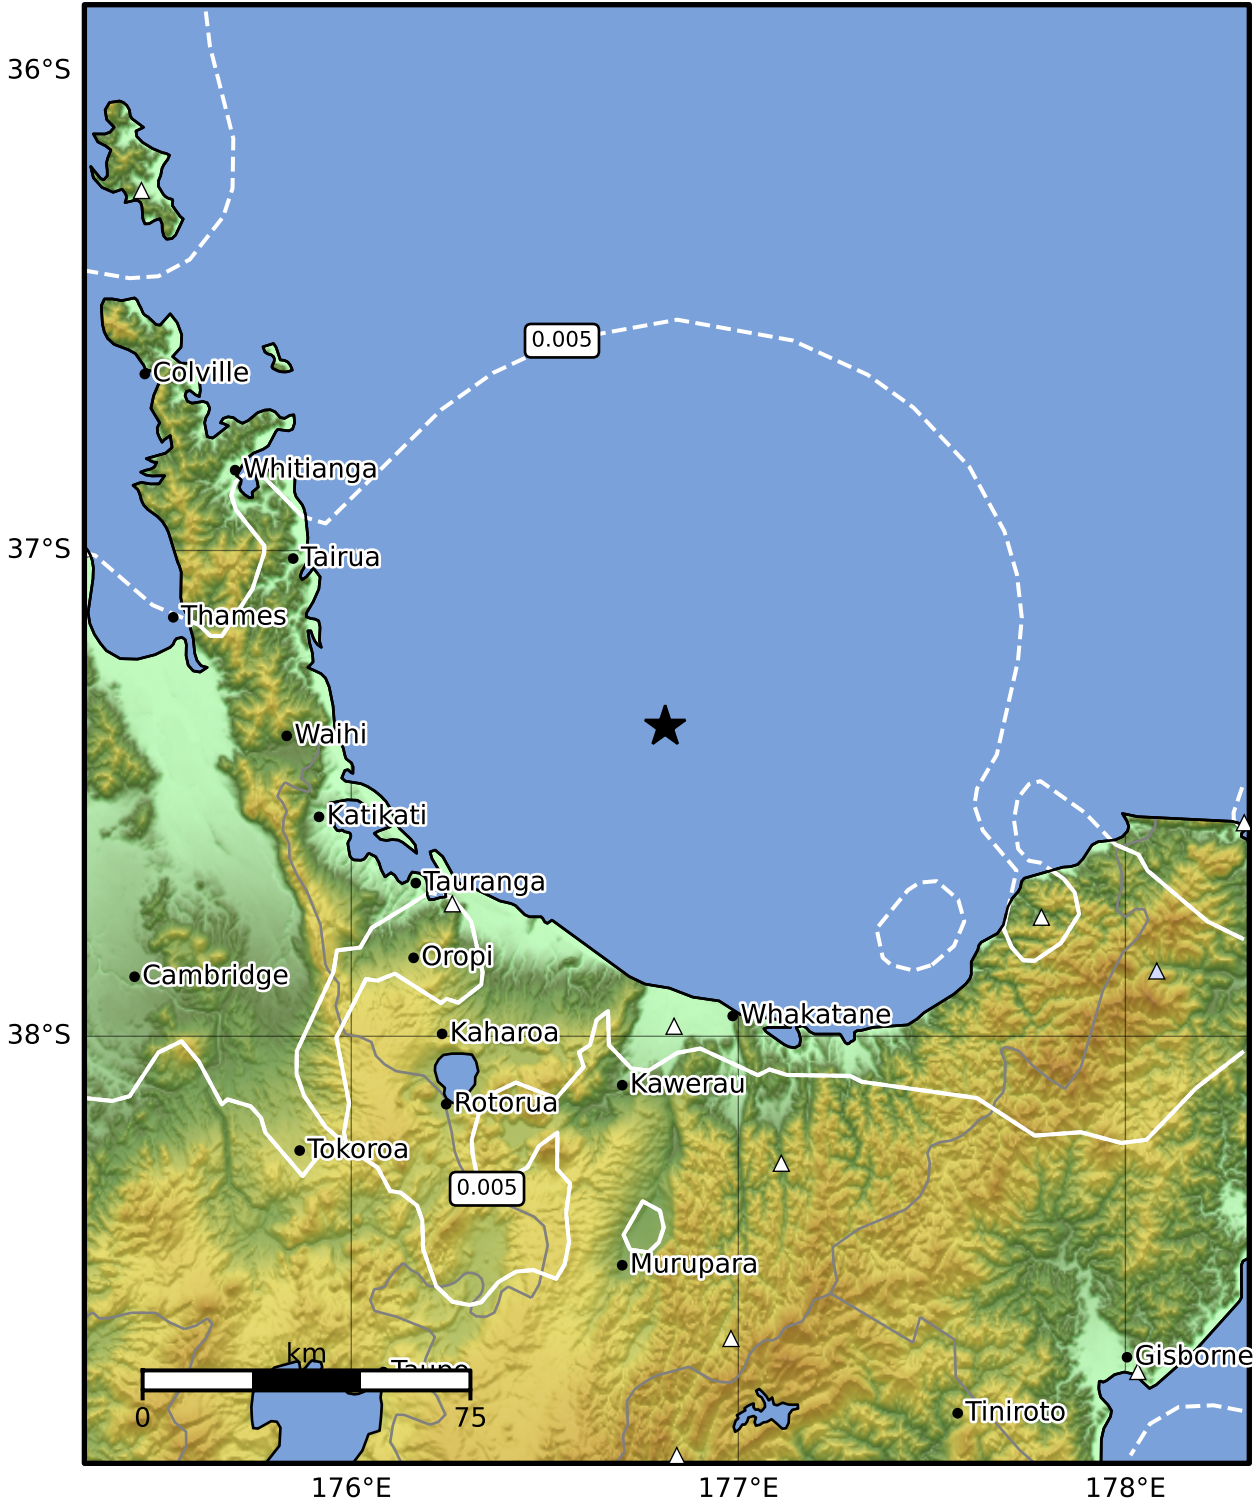 36°S
0.005
Colville
Whitianga
37°S
Tairua
Thames
Waihi
Katikati
Tauranga
Oropi
Cambridge
Whakatane
38°S
Kaharoa
Kawerau
Rotorua
Tokoroa
0.005
Murupara
km
Taupo
Gisborne
0
75
Tiniroto
176°E
177°E
178°E